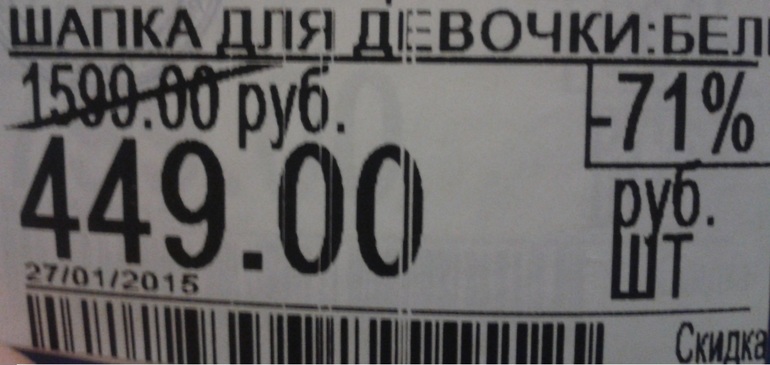 ШАПКА ДЛЯ ДЕВОЧКИ:БЕЛ
1599.00 руб.
-71%
449.00
руб.
ШТ
27/01/2015
Скидка